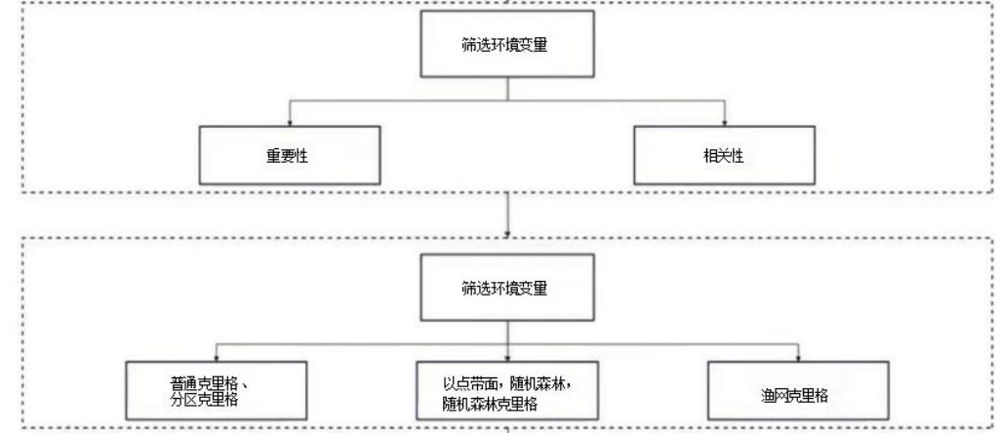 筛选环境变量
重要性
相关性
筛选环境变量
普通克里格、
分区克里格
以点带面，随机森林，
随机森林克里格
渔网克里格